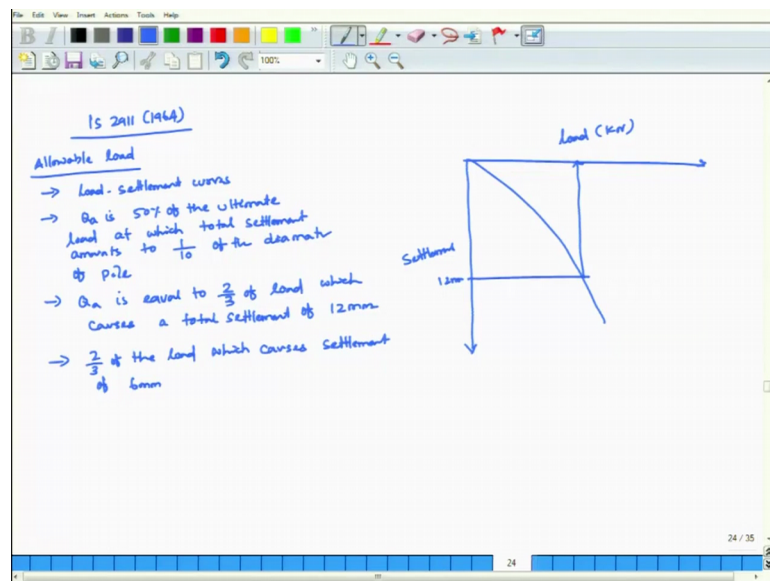 File Edit View Insert Actions Tools Help
B I
100%
IS 2911 (1964)
Allowable load
→ Load-settlement curves
→ Qa is 50% of the ultimate
load at which total settlement
amounts to 1/10 of the diameter
of pile
→ Qa is equal to 2/3 of load which
causes a total settlement of 12mm
→ 2/3 of the load which causes settlement
of 6mm
Load (KN)
Settlement
12mm
24 / 35
24